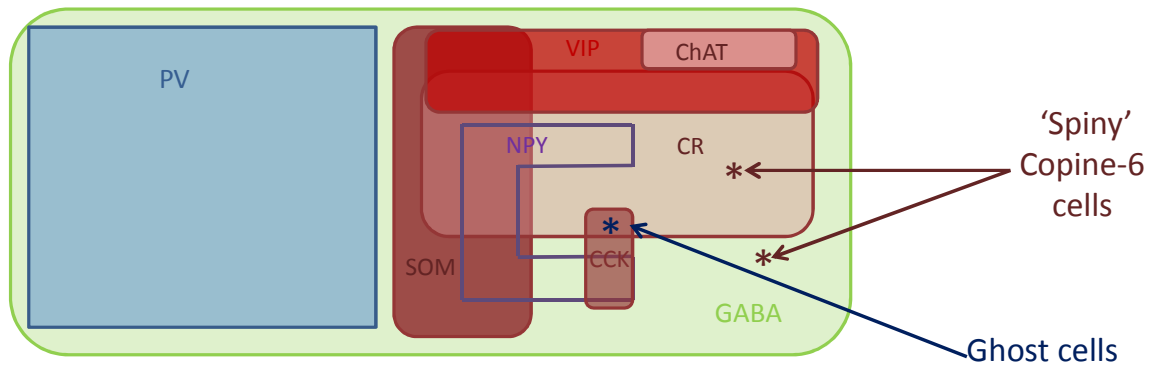 VIP
ChAT
PV
NPY
CR
*
‘Spiny’
Copine-6
cells
*
SOM
CCK
*
GABA
Ghost cells